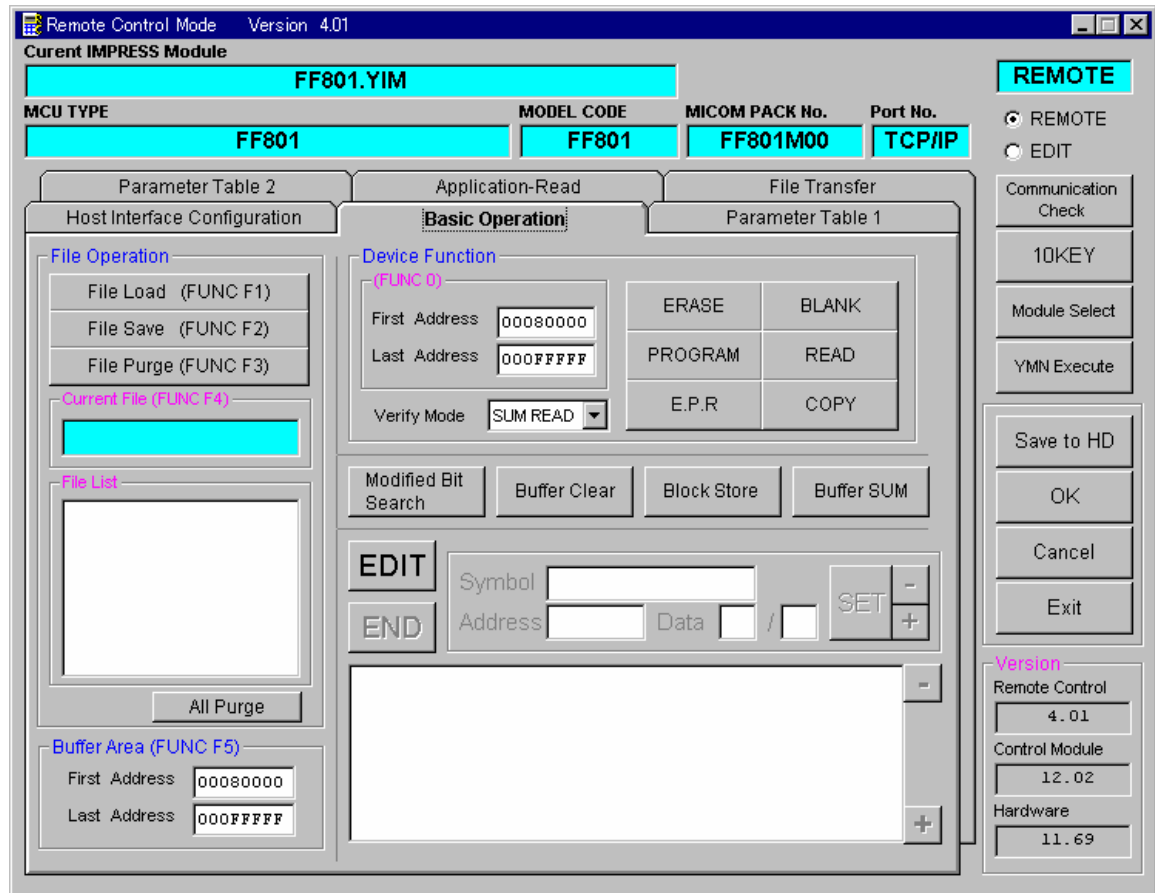 Remote Control Mode Version 4.01
Curent IMPRESS Module
FF801.YIM
MCU TYPE MODEL CODE MICOM PACK No. Port No.
FF801 FF801 FF801M00 TCP/IP
REMOTE
REMOTE
EDIT
Parameter Table 2 Application-Read File Transfer
Host Interface Configuration Basic Operation Parameter Table 1
File Operation
File Load (FUNC F1)
File Save (FUNC F2)
File Purge (FUNC F3)
Current File (FUNC F4)
File List
All Purge
Buffer Area (FUNC F5)
First Address 00080000
Last Address 000FFFFF
Device Function
(FUNC 0)
First Address 00080000
Last Address 000FFFFF
Verify Mode SUM READ
ERASE BLANK
PROGRAM READ
E.P.R COPY
Modified Bit
Search
Buffer Clear
Block Store
Buffer SUM
EDIT
END
Symbol
Address Data /
SET
-
+
-
+
Communication
Check
10KEY
Module Select
YMN Execute
Save to HD
OK
Cancel
Exit
Version
Remote Control
4.01
Control Module
12.02
Hardware
11.69